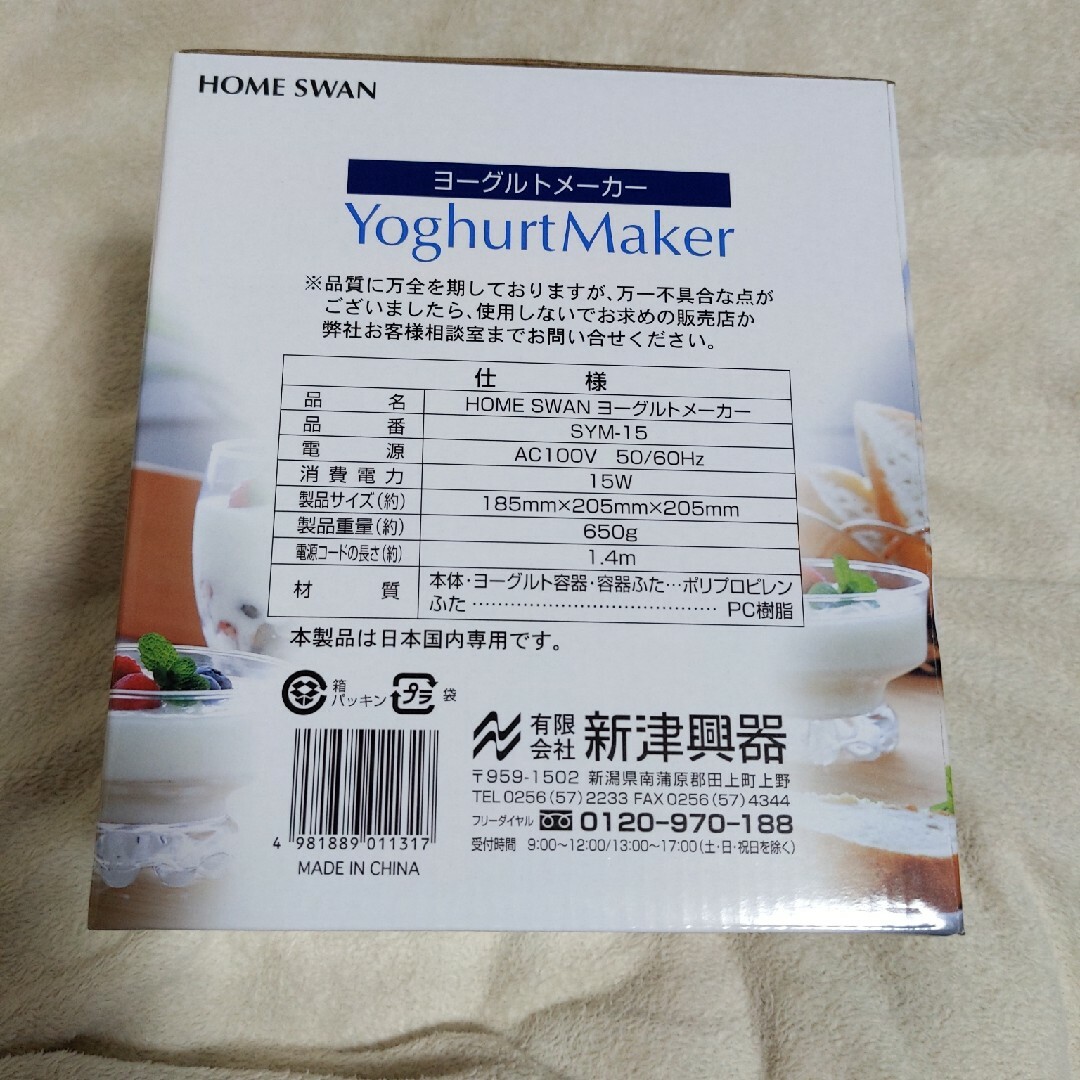 HOME SWAN
ヨーグルトメーカー
YoghurtMaker
※品質に万全を期しておりますが、万一不具合な点が
ございましたら、使用しないでお求めの販売店か
弊社お客様相談室までお問い合せください。
仕 様
品 名 HOME SWAN ヨーグルトメーカー
品 番 SYM-15
電 源 AC100V 50/60Hz
消費電力 15W
製品サイズ(約) 185mm×205mm×205mm
製品重量(約) 650g
電源コードの長さ(約) 1.4m
材 質 本体・ヨーグルト容器・容器ふた…ポリプロピレン
ふた …………………………………… PC樹脂
本製品は日本国内専用です。
箱
パッキン
プラ 袋
有限会社 新津興器
〒959-1502 新潟県南蒲原郡田上町上野
TEL 0256(57)2233 FAX 0256(57)4344
フリーダイヤル 0120-970-188
受付時間 9:00～12:00/13:00～17:00(土・日・祝日を除く)
4 981889 011317
MADE IN CHINA